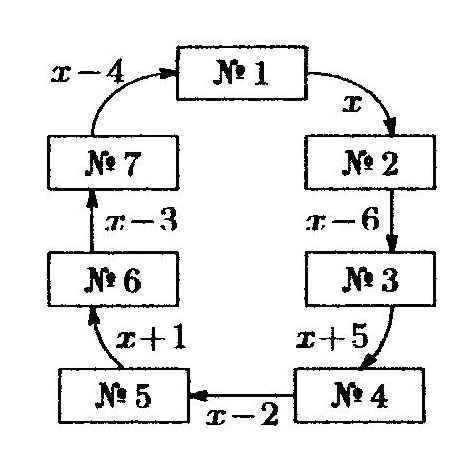 x − 4
№ 1
x
№ 7
№ 2
x − 3
x − 6
№ 6
№ 3
x + 1
x + 5
№ 5
x − 2
№ 4